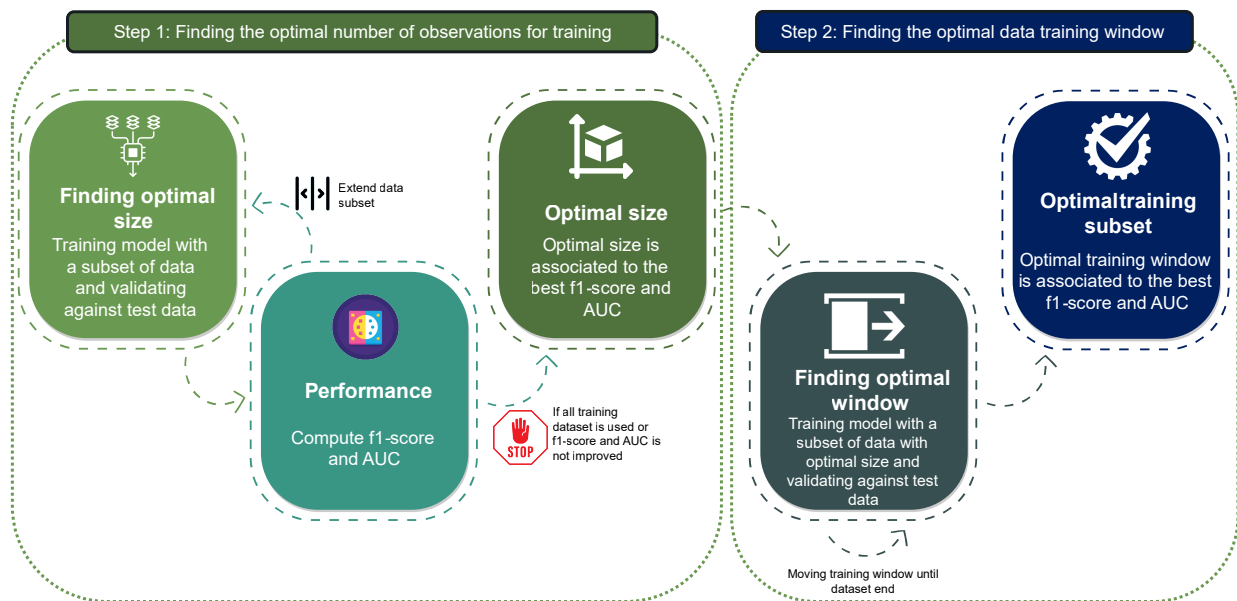 Step 1: Finding the optimal number of observations for training
Finding optimal
size
Training model with
a subset of data
and validating
against test data
Extend data
subset
Performance
Compute f1-score
and AUC
STOP
If all training
dataset is used or
f1-score and AUC is
not improved
Optimal size
Optimal size is
associated to the
best f1-score and
AUC
Step 2: Finding the optimal data training window
Finding optimal
window
Training model with a
subset of data with
optimal size and
validating against test
data
Moving training window until
dataset end
Optimaltraining
subset
Optimal training window
is associated to the best
f1-score and AUC